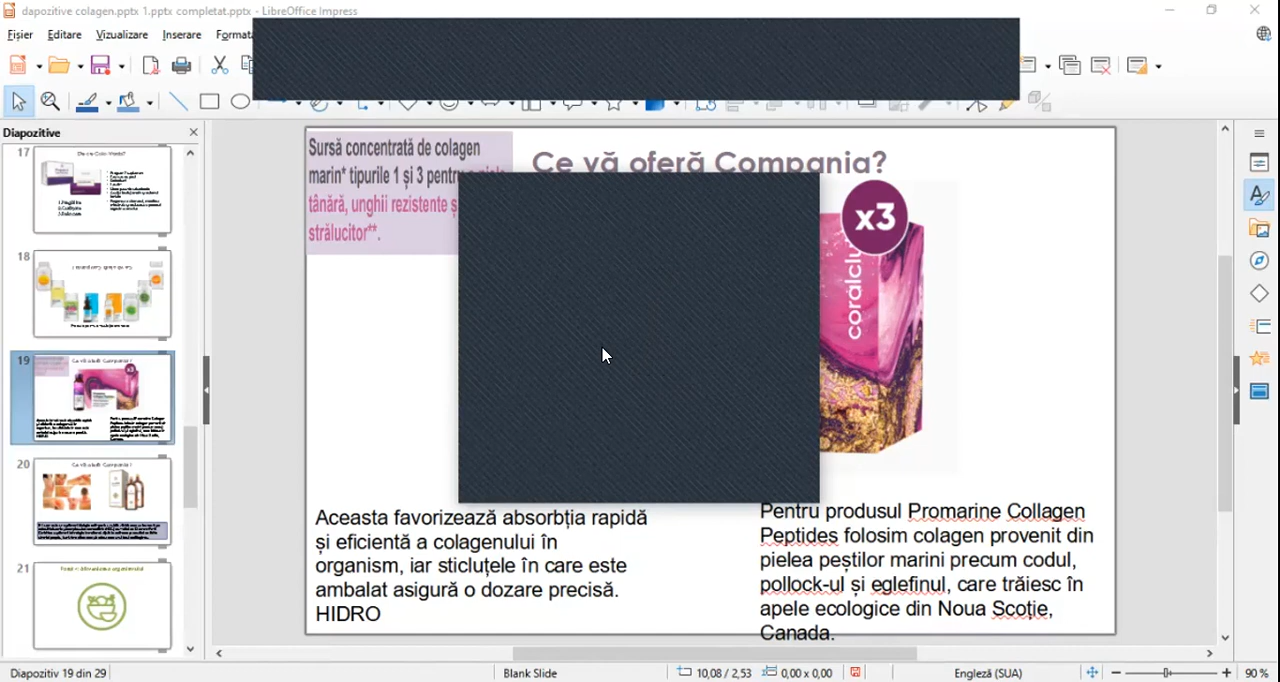 dapozitive colagen.pptx 1.pptx completat.pptx - LibreOffice Impress
Fișier Editare Vizualizare Inserare Formata
Diapozitive
Sursă concentrată de colagen
marin* tipurile 1 și 3 pentru
tânără, unghii rezistente ș
strălucitor**.
Ce vă oferă Compania?
x3
coralclu
Aceasta favorizează absorbția rapidă
și eficientă a colagenului în
organism, iar sticluțele în care este
ambalat asigură o dozare precisă.
HIDRO
Pentru produsul Promarine Collagen
Peptides folosim colagen provenit din
pielea peștilor marini precum codul,
pollock-ul și eglefinul, care trăiesc în
apele ecologice din Noua Scoție,
Canada.
17
18
19
20
21
Diapozitiv 19 din 29
Blank Slide
10,08 / 2,53
0,00 x 0,00
Engleză (SUA)
90 %